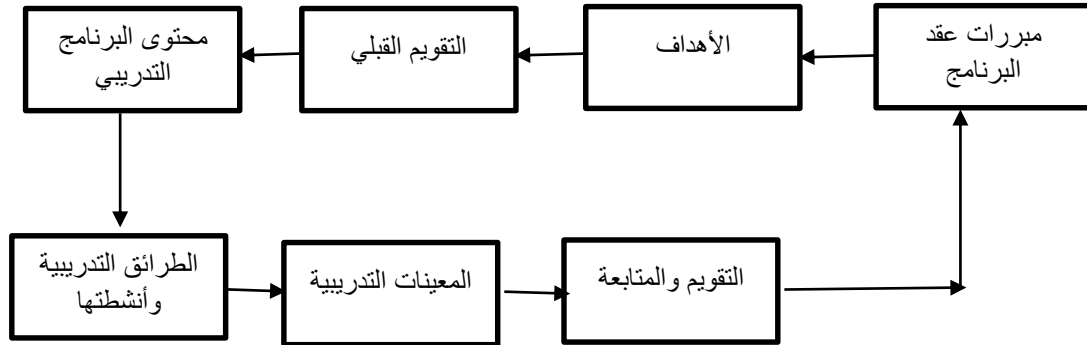 مبررات عقد
البرنامج
الأهداف
التقويم القبلي
محتوى البرنامج
التدريبي
الطرائق التدريبية
وأنشطتها
المعينات التدريبية
التقويم والمتابعة